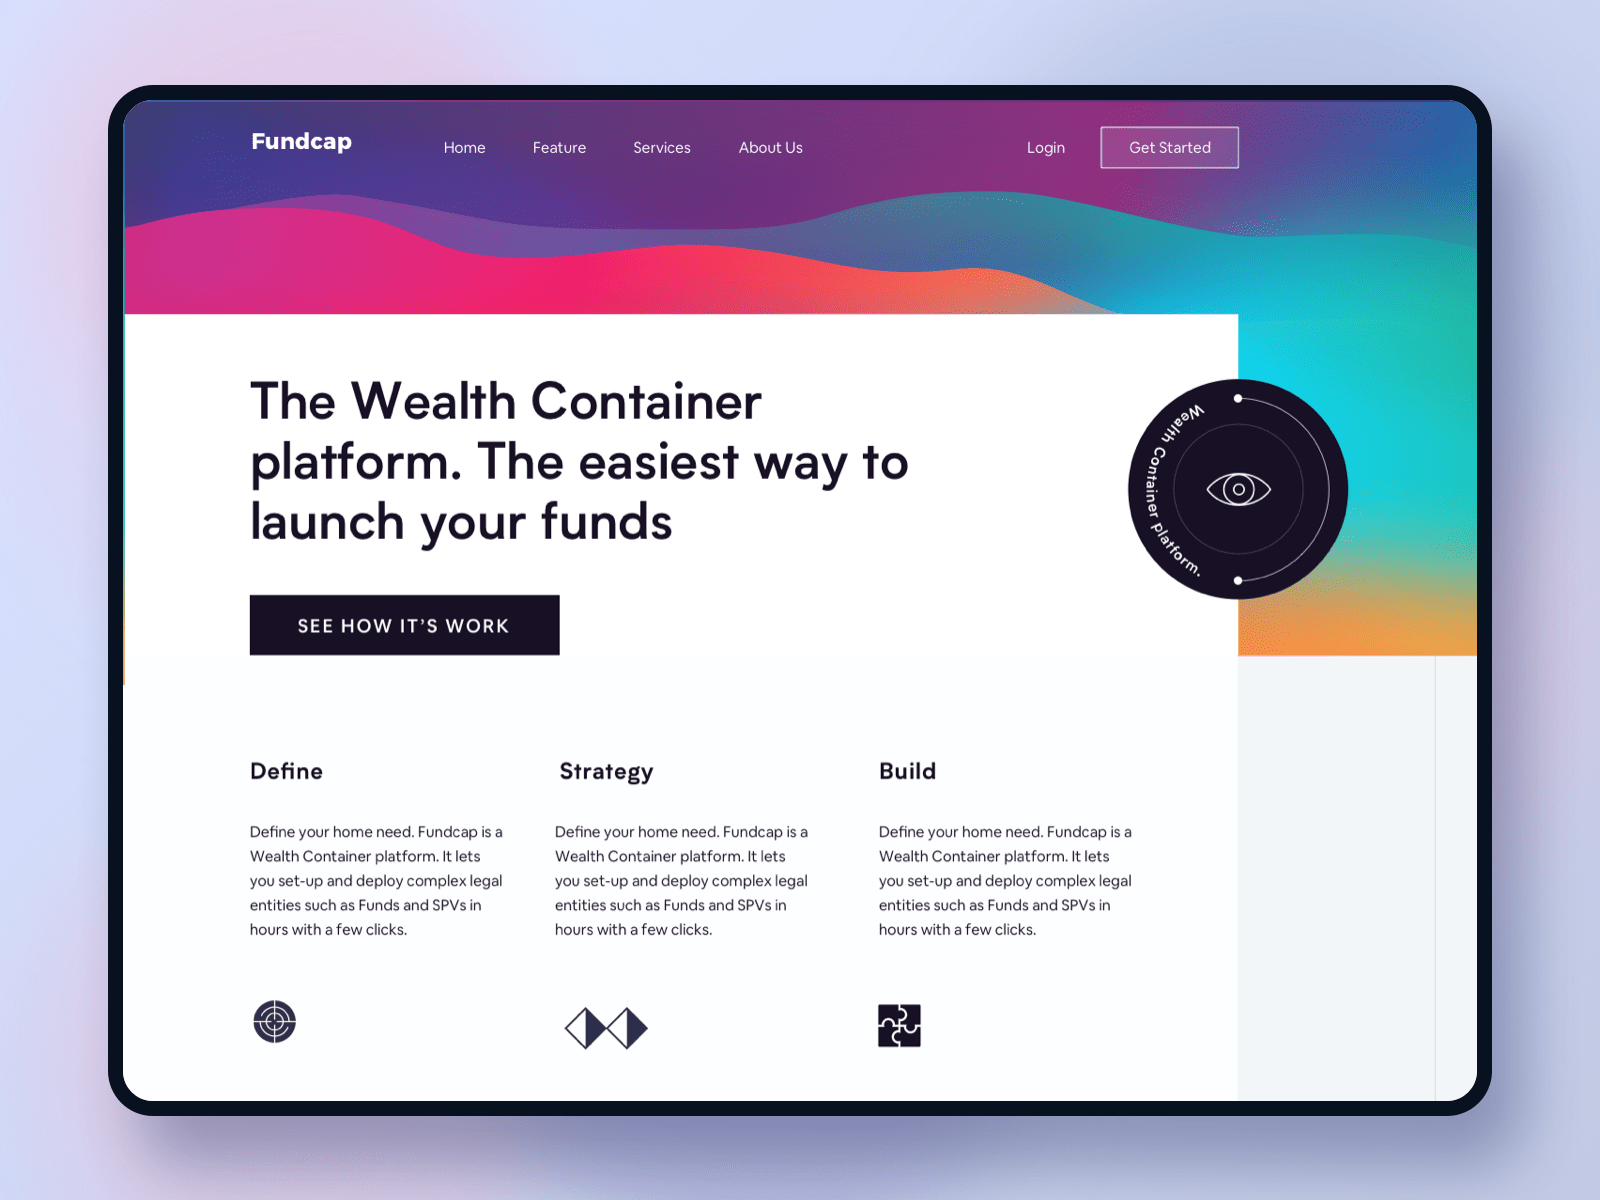 Fundcap
Home
Feature
Services
About Us
Login
Get Started
The Wealth Container
platform. The easiest way to
launch your funds
Wealth Container platform.
SEE HOW IT'S WORK
Define
Strategy
Build
Define your home need. Fundcap is a
Wealth Container platform. It lets
you set-up and deploy complex legal
entities such as Funds and SPVs in
hours with a few clicks.
Define your home need. Fundcap is a
Wealth Container platform. It lets
you set-up and deploy complex legal
entities such as Funds and SPVs in
hours with a few clicks.
Define your home need. Fundcap is a
Wealth Container platform. It lets
you set-up and deploy complex legal
entities such as Funds and SPVs in
hours with a few clicks.